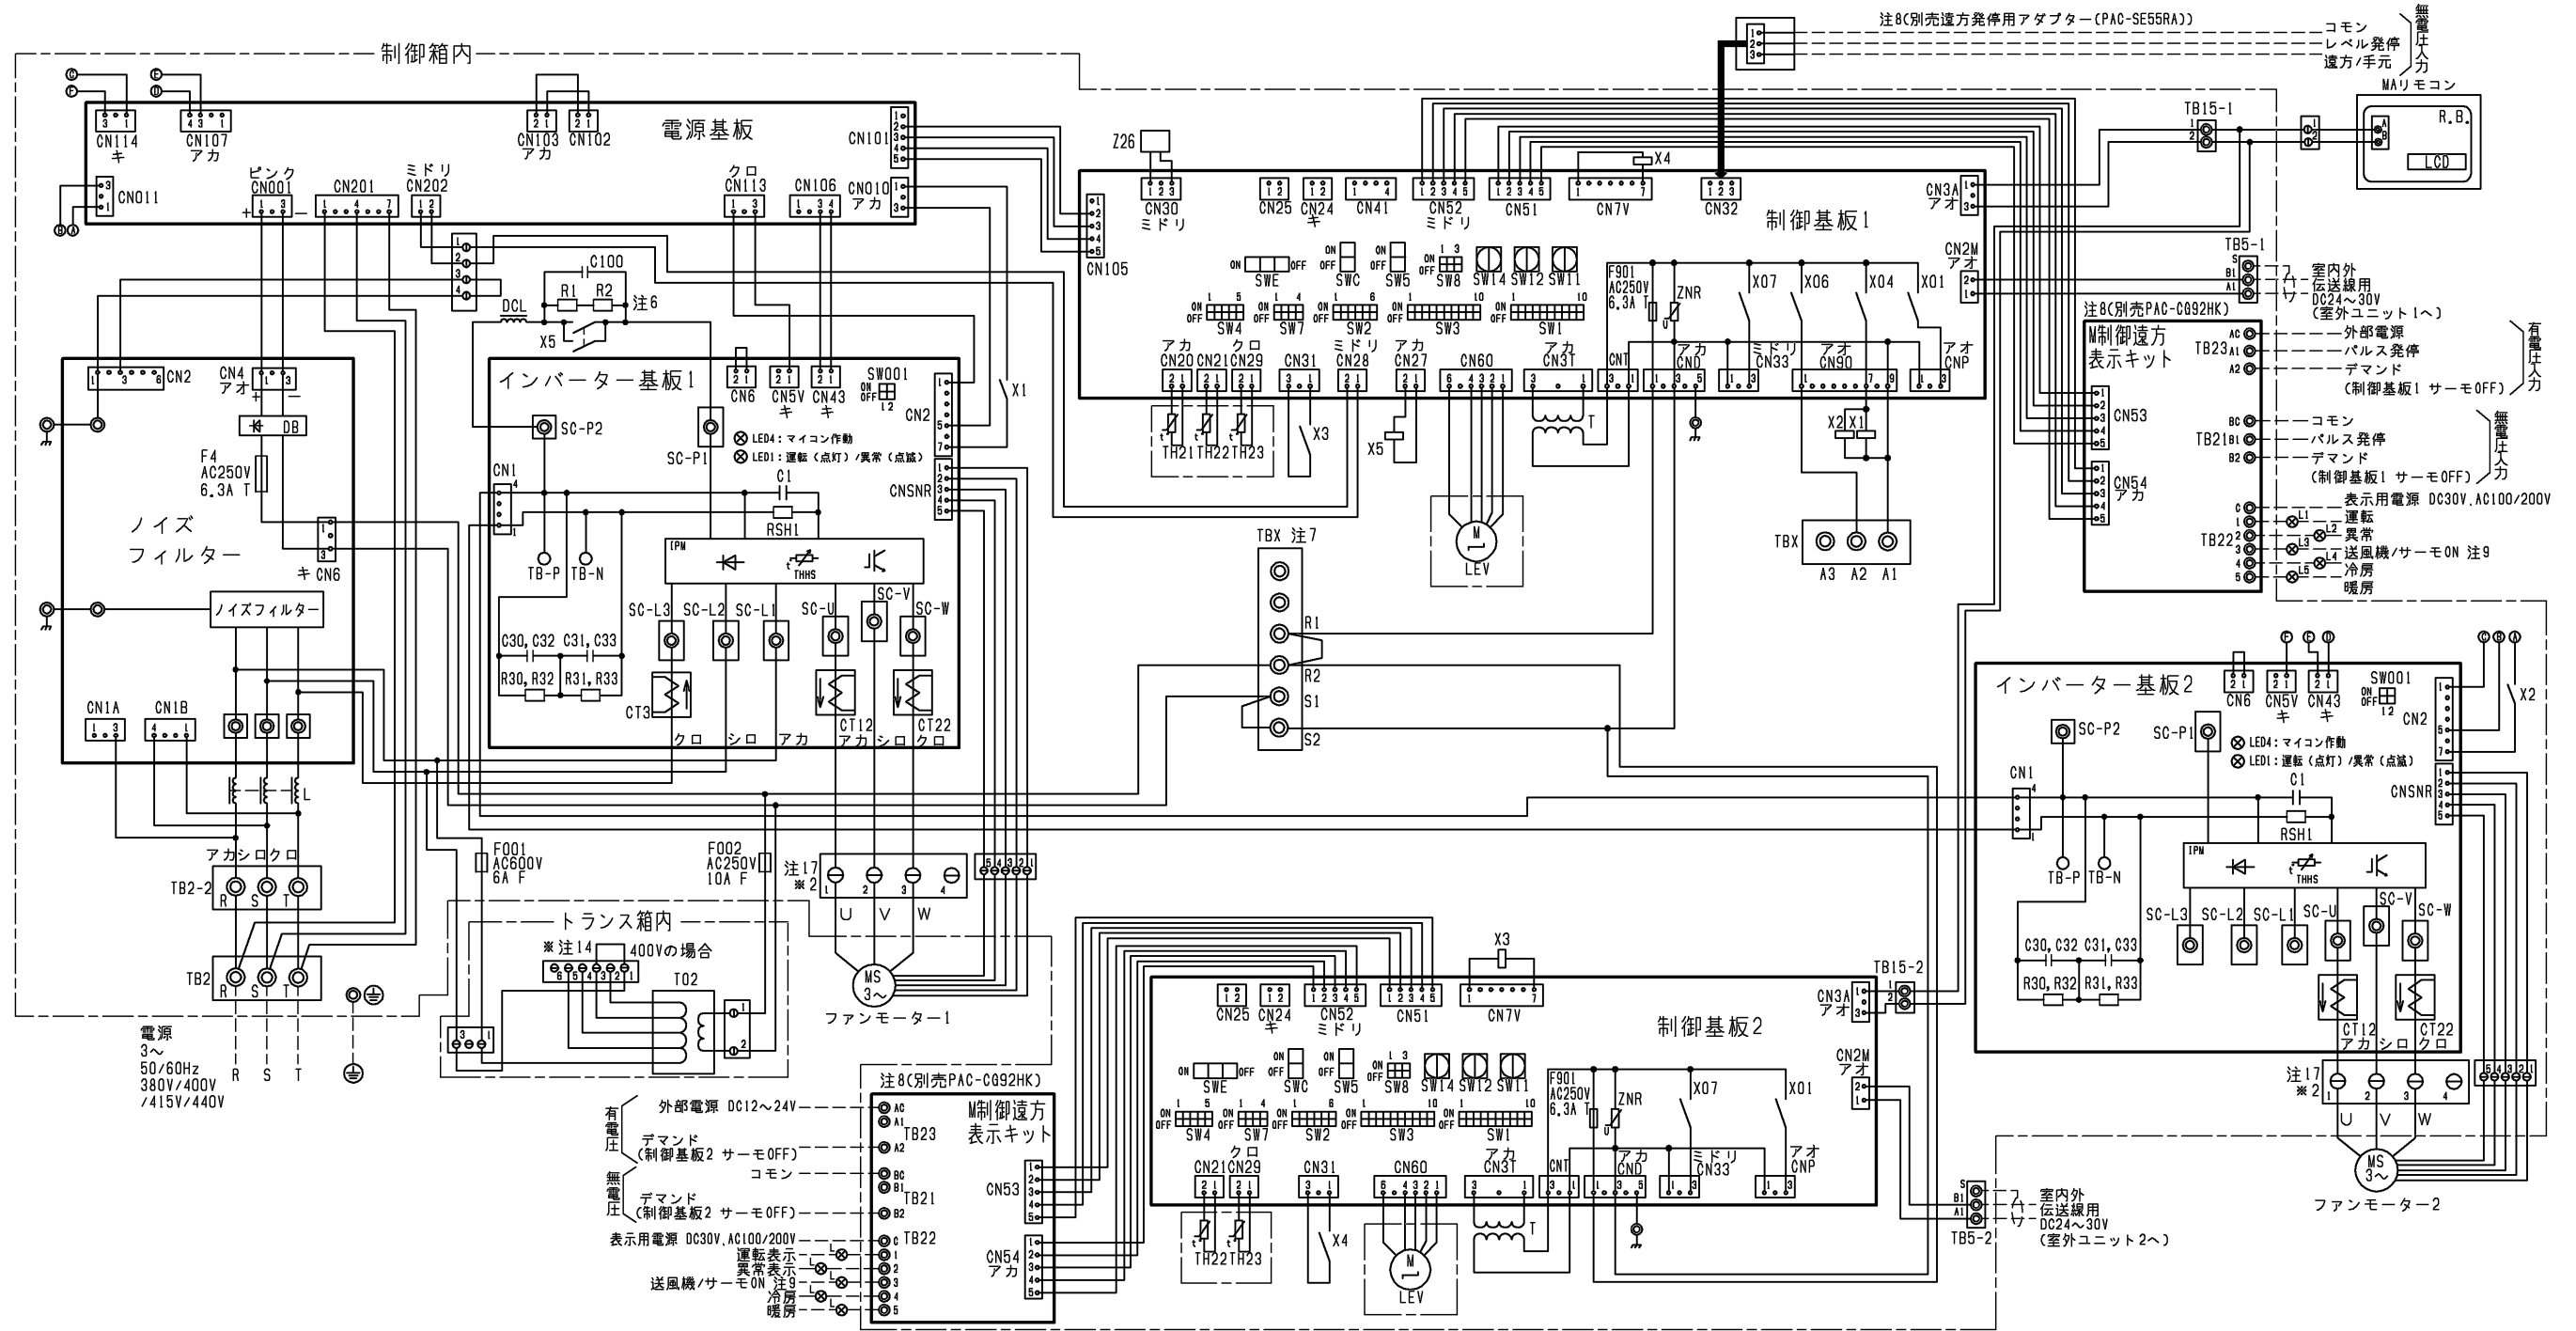 制御箱内
注8(別売遠方発停用アダプター(PAC-SE55RA))
コモン
レベル発停
遠方/手元
無電圧入力
MAリモコン
R.B.
LCD
TB15-1
電源基板
CN114
キ
CN107
アカ
CN103
アカ
CN102
CN101
CN011
ピンク
CN001
CN201
ミドリ
CN202
クロ
CN113
CN106
CN010
アカ
Z26
CN30
ミドリ
CN25
CN24
キ
CN41
CN52
ミドリ
CN51
CN7V
X4
CN32
制御基板1
CN3A
アオ
CN2M
アオ
CN105
SWE
SWC
SW5
SW8
SW14
SW12
SW11
SW4
SW7
SW2
SW3
SW1
F901
AC250V
6.3A T
ZNR
X07
X06
X04
X01
アカ
CN20
CN21
クロ
CN29
CN31
ミドリ
CN28
アカ
CN27
CN60
アカ
CN3T
CNT
アカ
CND
ミドリ
CN33
アオ
CN90
アオ
CNP
TH21
TH22
TH23
X3
X5
M
LEV
T
X2
X1
TBX
A3 A2 A1
TB5-1
室内外
伝送線用
DC24～30V
(室外ユニット1へ)
注8(別売PAC-CG92HK)
M制御遠方
表示キット
CN53
CN54
アカ
TB23
外部電源
パルス発停
デマンド
(制御基板1 サーモOFF)
有電圧入力
TB21
コモン
パルス発停
デマンド
(制御基板1 サーモOFF)
無電圧入力
表示用電源 DC30V、AC100/200V
TB22
運転
異常
送風機/サーモON 注9
冷房
暖房
C100
R1
R2
注6
DCL
X5
CN2
CN4
アオ
DB
F4
AC250V
6.3A T
ノイズ
フィルター
キ CN6
ノイズフィルター
CN1A
CN1B
L
アカシロクロ
TB2-2
R S T
TB2
R S T
電源
3～
50/60Hz
380V/400V
/415V/440V
R S T
インバーター基板1
CN6
CN5V
キ
CN43
キ
SW001
CN2
X1
SC-P2
SC-P1
LED4：マイコン作動
LED1：運転（点灯）/異常（点滅）
CNSNR
CN1
C1
RSH1
IPM
THHS
TB-P
TB-N
SC-L3
SC-L2
SC-L1
SC-U
SC-V
SC-W
C30,C32
C31,C33
R30,R32
R31,R33
CT3
CT12
CT22
クロ
シロ
アカ
アカ
シロ
クロ
TBX 注7
R1
R2
S1
S2
F001
AC600V
6A F
F002
AC250V
10A F
注17
※2
U V W
MS
3～
ファンモーター1
トランス箱内
※注14
400Vの場合
T02
注8(別売PAC-CG92HK)
M制御遠方
表示キット
外部電源 DC12～24V
有電圧
デマンド
(制御基板2 サーモOFF)
TB23
無電圧
コモン
デマンド
(制御基板2 サーモOFF)
TB21
表示用電源 DC30V、AC100/200V
TB22
運転表示
異常表示
送風機/サーモON 注9
冷房
暖房
CN53
CN54
アカ
CN25
CN24
キ
CN52
ミドリ
CN51
X3
CN7V
制御基板2
CN3A
アオ
TB15-2
CN2M
アオ
SWE
SWC
SW5
SW8
SW14
SW12
SW11
SW4
SW7
SW2
SW3
SW1
F901
AC250V
6.3A T
ZNR
X07
X01
CN21
クロ
CN29
CN31
CN60
アカ
CN3T
CNT
アカ
CND
ミドリ
CN33
アオ
CNP
TH22
TH23
X4
M
LEV
T
TB5-2
室内外
伝送線用
DC24～30V
(室外ユニット2へ)
インバーター基板2
CN6
CN5V
キ
CN43
キ
SW001
CN2
X2
SC-P2
SC-P1
LED4：マイコン作動
LED1：運転（点灯）/異常（点滅）
CNSNR
CN1
C1
RSH1
IPM
THHS
TB-P
TB-N
SC-L3
SC-L2
SC-L1
SC-U
SC-V
SC-W
C30,C32
C31,C33
R30,R32
R31,R33
CT12
CT22
アカ
シロ
クロ
注17
※2
U V W
MS
3～
ファンモーター2